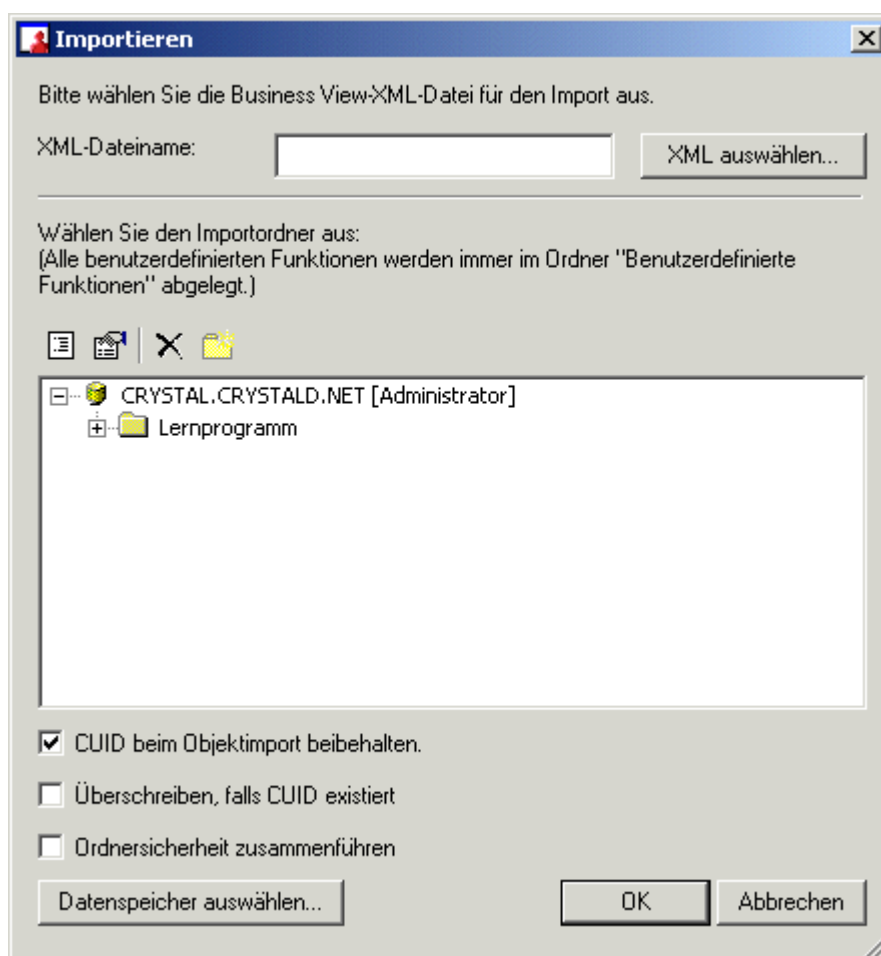 Importieren
Bitte wählen Sie die Business View-XML-Datei für den Import aus.
XML-Dateiname:
XML auswählen...
Wählen Sie den Importordner aus:
(Alle benutzerdefinierten Funktionen werden immer im Ordner "Benutzerdefinierte
Funktionen" abgelegt.)
CRYSTAL.CRYSTALD.NET [Administrator]
Lernprogramm
CUID beim Objektimport beibehalten.
Überschreiben, falls CUID existiert
Ordnersicherheit zusammenführen
Datenspeicher auswählen...
OK
Abbrechen